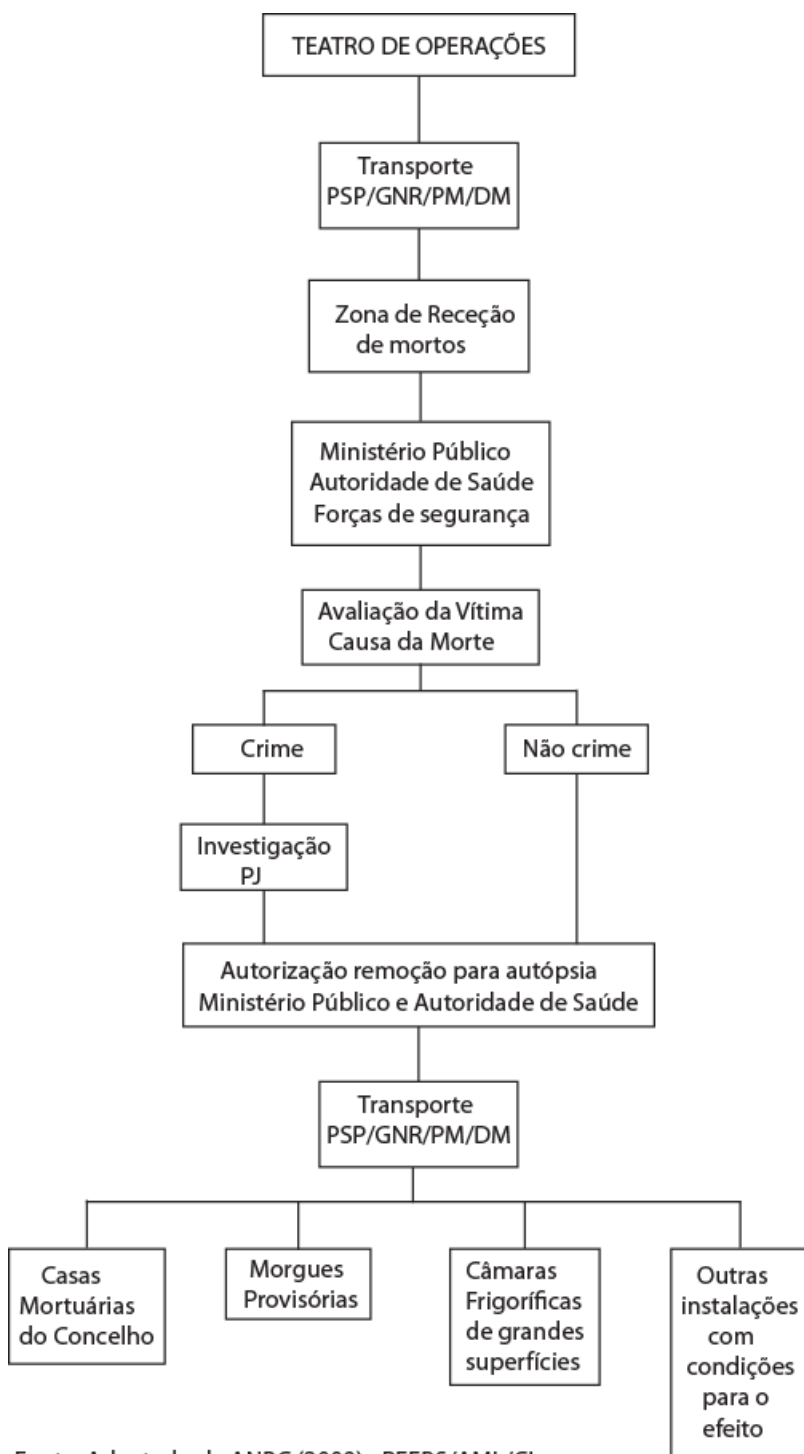 TEATRO DE OPERAÇÕES
Transporte
PSP/GNR/PM/DM
Zona de Receção
de mortos
Ministério Público
Autoridade de Saúde
Forças de segurança
Avaliação da Vítima
Causa da Morte
Crime
Não crime
Investigação
PJ
Autorização remoção para autópsia
Ministério Público e Autoridade de Saúde
Transporte
PSP/GNR/PM/DM
Casas
Mortuárias
do Concelho
Morgues
Provisórias
Câmaras
Frigoríficas
de grandes
superfícies
Outras
instalações
com
condições
para o
efeito